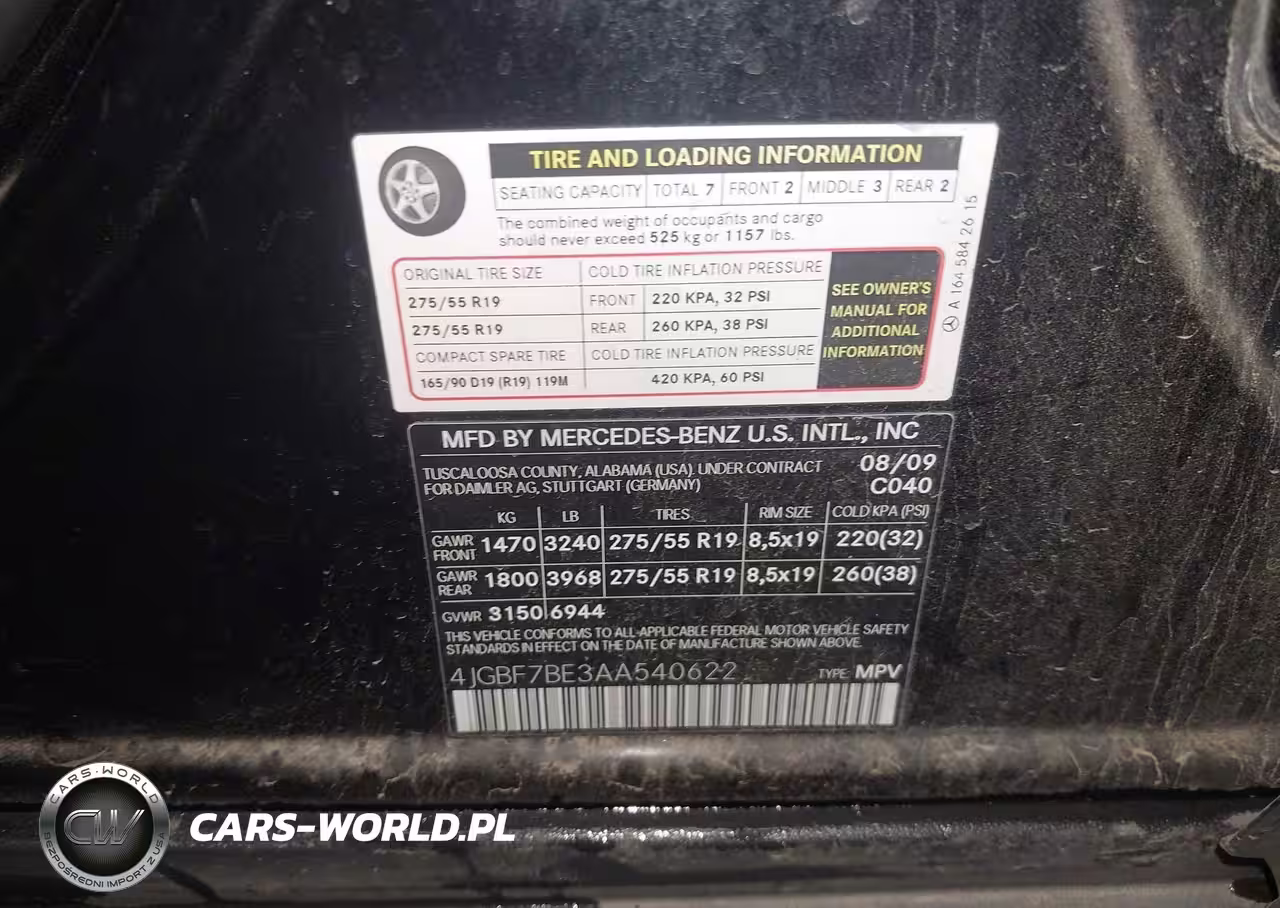 TIRE AND LOADING INFORMATION
SEATING CAPACITY TOTAL 7 FRONT 2 MIDDLE 3 REAR 2
The combined weight of occupants and cargo
should never exceed 525 kg or 1157 lbs.
ORIGINAL TIRE SIZE COLD TIRE INFLATION PRESSURE
275/55 R19 FRONT 220 KPA, 32 PSI
275/55 R19 REAR 260 KPA, 38 PSI
COMPACT SPARE TIRE COLD TIRE INFLATION PRESSURE
165/90 D19 (R19) 119M 420 KPA, 60 PSI
SEE OWNER'S
MANUAL FOR
ADDITIONAL
INFORMATION
A 164 584 26 15
MFD BY MERCEDES-BENZ U.S. INTL., INC
TUSCALOOSA COUNTY, ALABAMA (USA). UNDER CONTRACT 08/09
FOR DAIMLER AG, STUTTGART (GERMANY) C040
KG LB TIRES RIM SIZE COLD KPA (PSI)
GAWR FRONT 1470 3240 275/55 R19 8,5x19 220(32)
GAWR REAR 1800 3968 275/55 R19 8,5x19 260(38)
GVWR 3150 6944
THIS VEHICLE CONFORMS TO ALL APPLICABLE FEDERAL MOTOR VEHICLE SAFETY
STANDARDS IN EFFECT ON THE DATE OF MANUFACTURE SHOWN ABOVE.
4JGBF7BE3AA540622 TYPE: MPV
CARS-WORLD
CW
BEZPOŚREDNI IMPORT Z USA
CARS-WORLD.PL